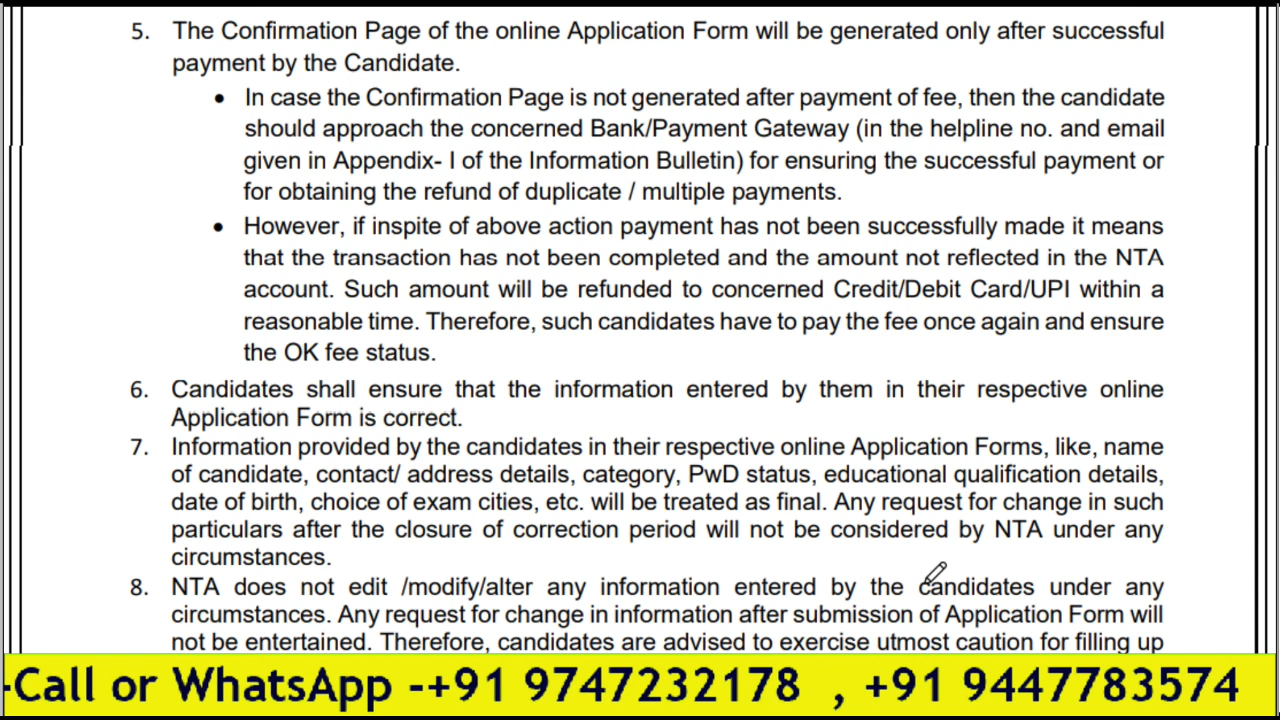 5. The Confirmation Page of the online Application Form will be generated only after successful
payment by the Candidate.
• In case the Confirmation Page is not generated after payment of fee, then the candidate
should approach the concerned Bank/Payment Gateway (in the helpline no. and email
given in Appendix- I of the Information Bulletin) for ensuring the successful payment or
for obtaining the refund of duplicate / multiple payments.
• However, if inspite of above action payment has not been successfully made it means
that the transaction has not been completed and the amount not reflected in the NTA
account. Such amount will be refunded to concerned Credit/Debit Card/UPI within a
reasonable time. Therefore, such candidates have to pay the fee once again and ensure
the OK fee status.
6. Candidates shall ensure that the information entered by them in their respective online
Application Form is correct.
7. Information provided by the candidates in their respective online Application Forms, like, name
of candidate, contact/ address details, category, PwD status, educational qualification details,
date of birth, choice of exam cities, etc. will be treated as final. Any request for change in such
particulars after the closure of correction period will not be considered by NTA under any
circumstances.
8. NTA does not edit /modify/alter any information entered by the candidates under any
circumstances. Any request for change in information after submission of Application Form will
not be entertained. Therefore, candidates are advised to exercise utmost caution for filling up
-Call or WhatsApp -+91 9747232178 , +91 9447783574